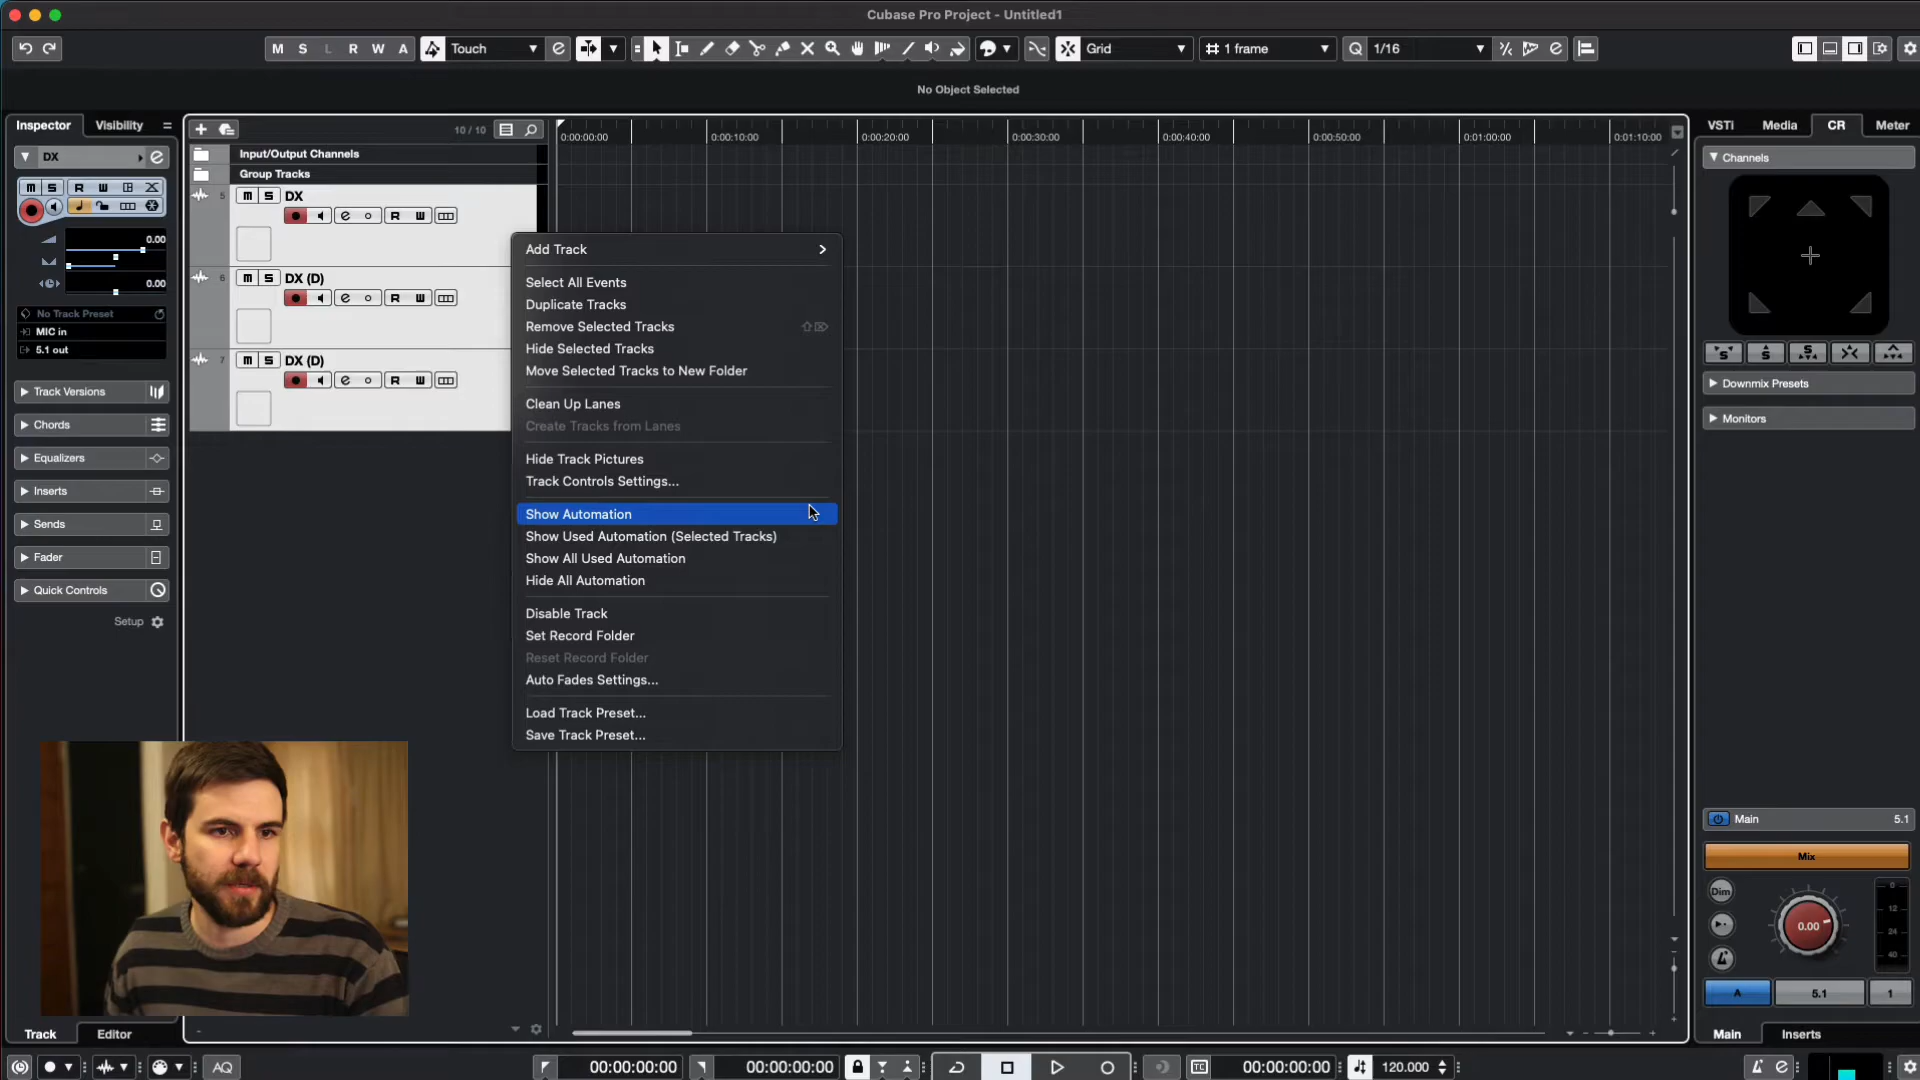 Cubase Pro Project - Untitled1
M S L R W A Touch Grid 1 frame Q 1/16
No Object Selected
Inspector Visibility
DX
M S R W
0.00
0.00
No Track Preset
MIC in
5.1 out
Track Versions
Chords
Equalizers
Inserts
Sends
Fader
Quick Controls
Setup
Track Editor
10 / 10
Input/Output Channels
Group Tracks
5 M S DX
R W
6 M S DX (D)
R W
7 M S DX (D)
R W
0:00:00:00 0:00:10:00 0:00:20:00 0:00:30:00 0:00:40:00 0:00:50:00 0:01:00:00 0:01:10:00
Add Track
Select All Events
Duplicate Tracks
Remove Selected Tracks
Hide Selected Tracks
Move Selected Tracks to New Folder
Clean Up Lanes
Create Tracks from Lanes
Hide Track Pictures
Track Controls Settings...
Show Automation
Show Used Automation (Selected Tracks)
Show All Used Automation
Hide All Automation
Disable Track
Set Record Folder
Reset Record Folder
Auto Fades Settings...
Load Track Preset...
Save Track Preset...
VSTi Media CR Meter
Channels
S S S
Downmix Presets
Monitors
Main 5.1
Mix
Dim
0.00
0
12
24
40
A 5.1 1
Main Inserts
AQ 00:00:00:00 00:00:00:00 TC 00:00:00:00 120.000